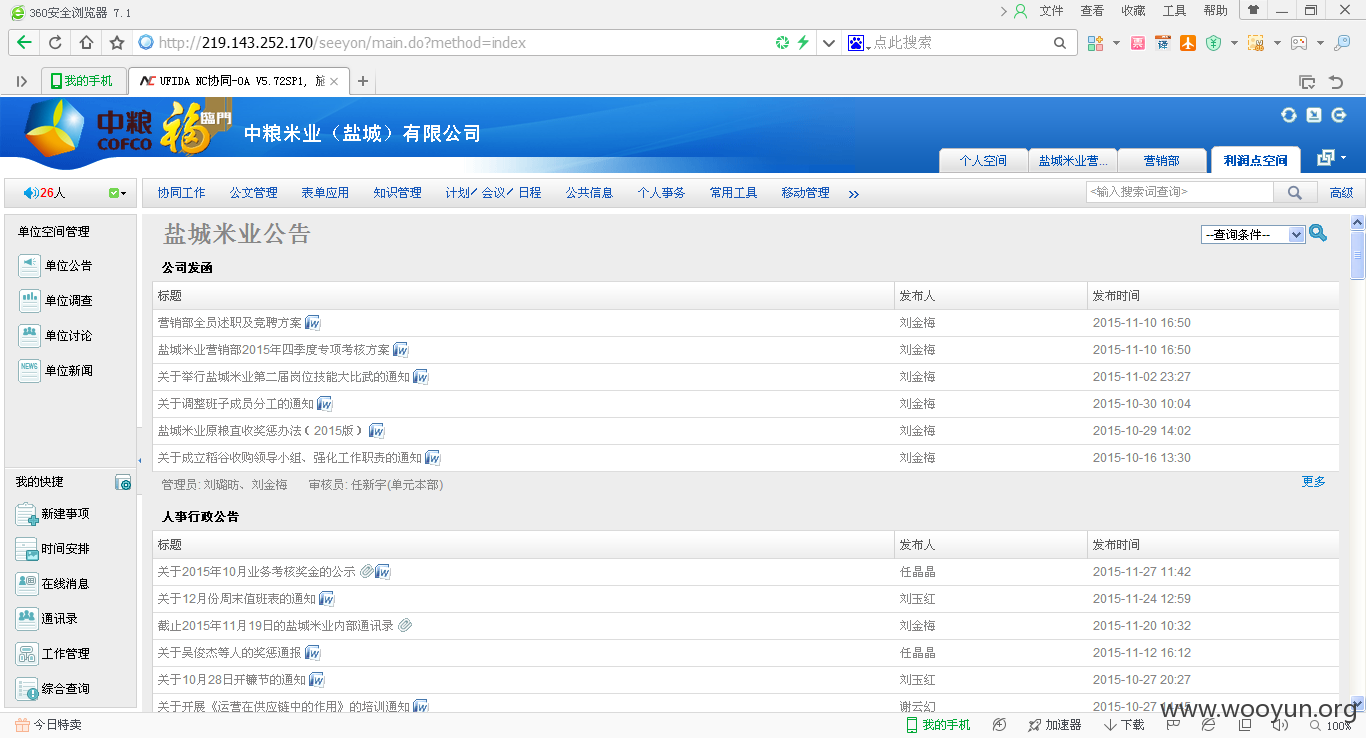 360安全浏览器 7.1
文件 查看 收藏 工具 帮助
http://219.143.252.170/seeyon/main.do?method=index
点此搜索
我的手机
UFIDA NC协同-OA V5.72SP1, 旅
中粮 COFCO 福 臨門
中粮米业（盐城）有限公司
个人空间 盐城米业营... 营销部 利润点空间
26人
协同工作 公文管理 表单应用 知识管理 计划/会议/日程 公共信息 个人事务 常用工具 移动管理 >>
<输入搜索词查询>
高级
单位空间管理
单位公告
单位调查
单位讨论
NEWS 单位新闻
我的快捷
新建事项
时间安排
在线消息
通讯录
工作管理
综合查询
盐城米业公告
--查询条件--
公司发函
标题 发布人 发布时间
营销部全员述职及竞聘方案 刘金梅 2015-11-10 16:50
盐城米业营销部2015年四季度专项考核方案 刘金梅 2015-11-10 16:50
关于举行盐城米业第二届岗位技能大比武的通知 刘金梅 2015-11-02 23:27
关于调整班子成员分工的通知 刘金梅 2015-10-30 10:04
盐城米业原粮直收奖惩办法（2015版） 刘金梅 2015-10-29 14:02
关于成立稻谷收购领导小组、强化工作职责的通知 刘金梅 2015-10-16 13:30
管理员: 刘璐昉、刘金梅 审核员: 任新宇(单元本部)
更多
人事行政公告
标题 发布人 发布时间
关于2015年10月业务考核奖金的公示 任晶晶 2015-11-27 11:42
关于12月份周末值班表的通知 刘玉红 2015-11-24 12:59
截止2015年11月19日的盐城米业内部通讯录 刘金梅 2015-11-20 10:32
关于吴俊杰等人的奖惩通报 任晶晶 2015-11-12 16:12
关于10月28日开镰节的通知 刘玉红 2015-10-27 20:27
关于开展《运营在供应链中的作用》的培训通知 谢云幻 2015-10-27
www.wooyun.org
今日特卖
我的手机
加速器
下载
100%